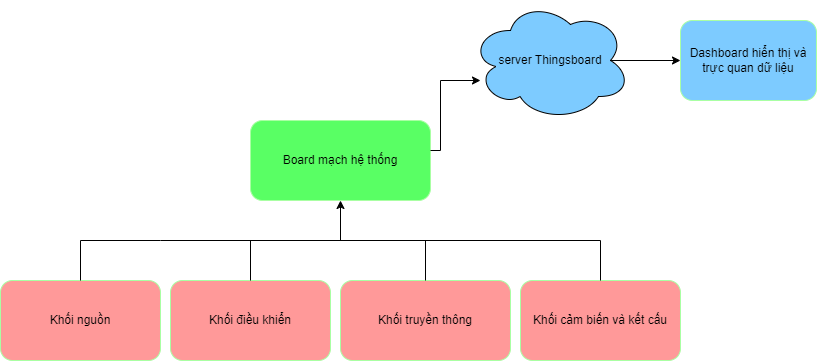 server Thingsboard
Dashboard hiển thị và
trực quan dữ liệu
Board mạch hệ thống
Khối nguồn
Khối điều khiển
Khối truyền thông
Khối cảm biến và kết cấu